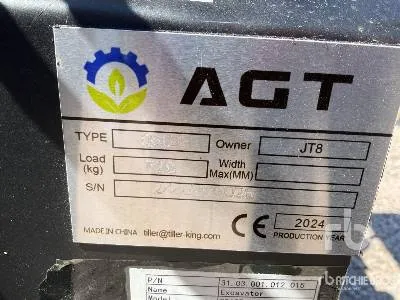 AGT
TYPE Owner JT8
Load (kg) Width Max(MM)
S/N
MADE IN CHINA tiller@tiller-king.com CE 2024
PRODUCTION YEAR
P/N 31.03.001.012.015
Name Excavator